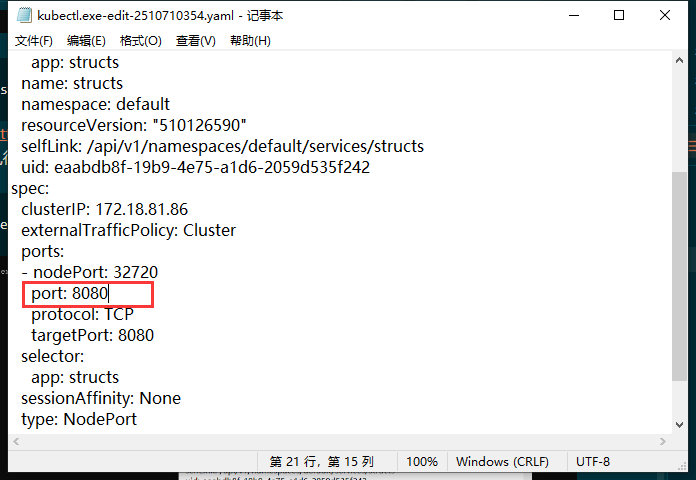 kubectl.exe-edit-2510710354.yaml - 记事本
文件(F) 编辑(E) 格式(O) 查看(V) 帮助(H)
app: structs
name: structs
namespace: default
resourceVersion: "510126590"
selfLink: /api/v1/namespaces/default/services/structs
uid: eaabdb8f-19b9-4e75-a1d6-2059d535f242
spec:
clusterIP: 172.18.81.86
externalTrafficPolicy: Cluster
ports:
- nodePort: 32720
port: 8080
protocol: TCP
targetPort: 8080
selector:
app: structs
sessionAffinity: None
type: NodePort
第 21 行，第 15 列 100% Windows (CRLF) UTF-8